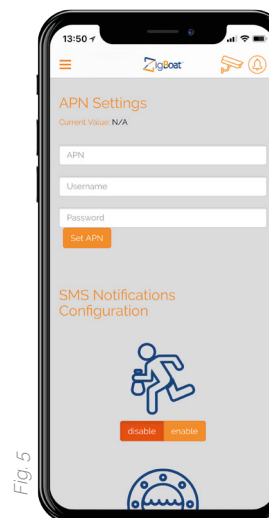 13:50
ZigBoat
APN Settings
Current Value: N/A
APN
Username
Password
Set APN
SMS Notifications
Configuration
disable enable
Fig. 5